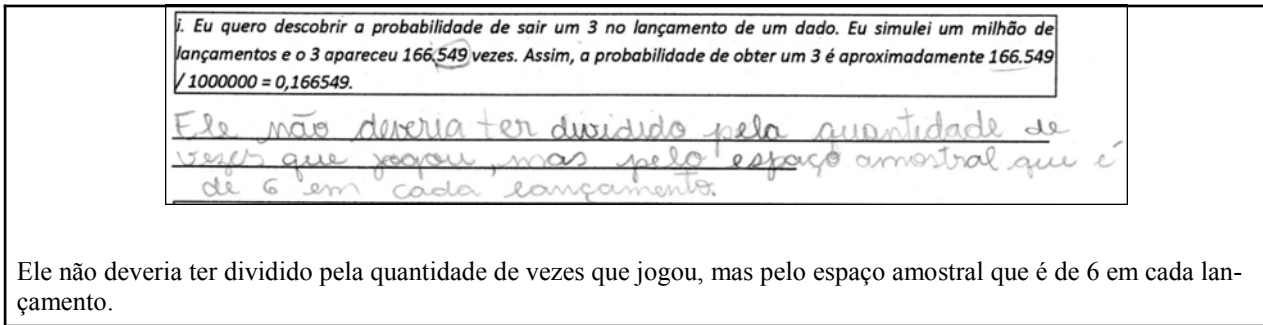 i. Eu quero descobrir a probabilidade de sair um 3 no lançamento de um dado. Eu simulei um milhão de
lançamentos e o 3 apareceu 166.549 vezes. Assim, a probabilidade de obter um 3 é aproximadamente 166.549
/ 1000000 = 0,166549.
Ele não deveria ter dividido pela quantidade de
vezes que jogou, mas pelo espaço amostral que é
de 6 em cada lançamento.
Ele não deveria ter dividido pela quantidade de vezes que jogou, mas pelo espaço amostral que é de 6 em cada lan-
çamento.